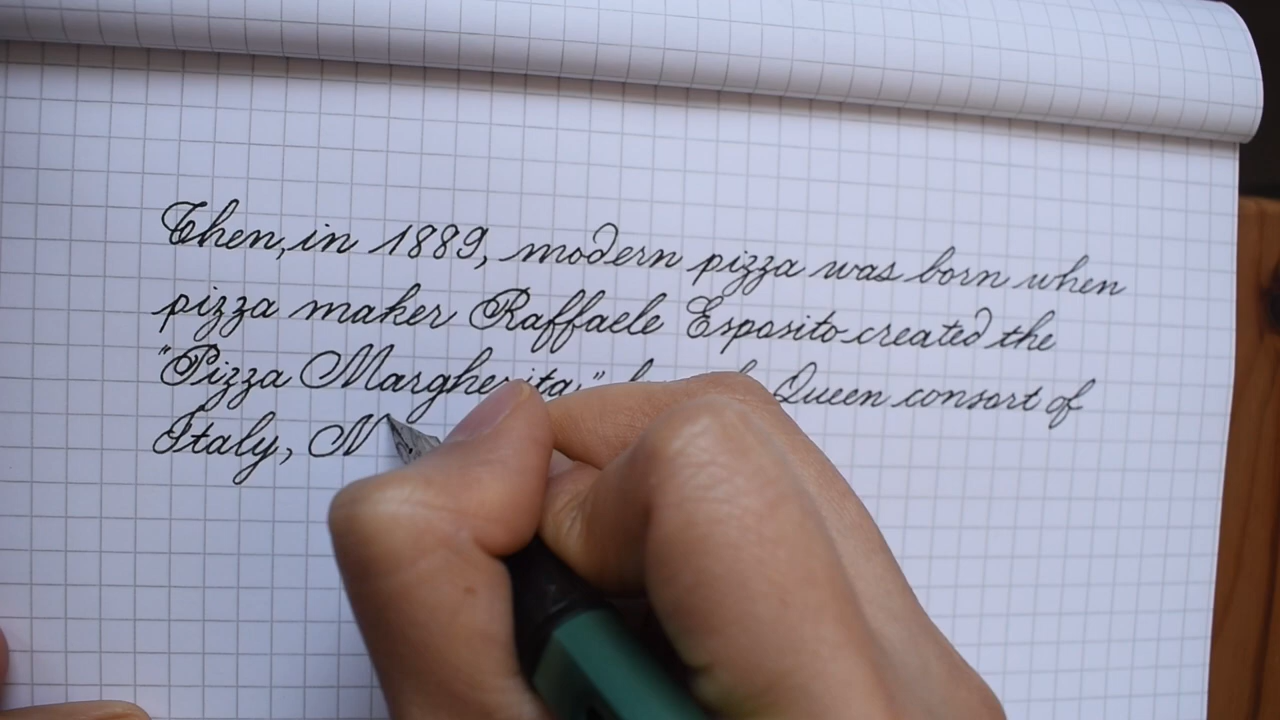 Then, in 1889, modern pizza was born when
pizza maker Raffaele Esposito created the
"Pizza Margherita," Queen consort of
Italy,